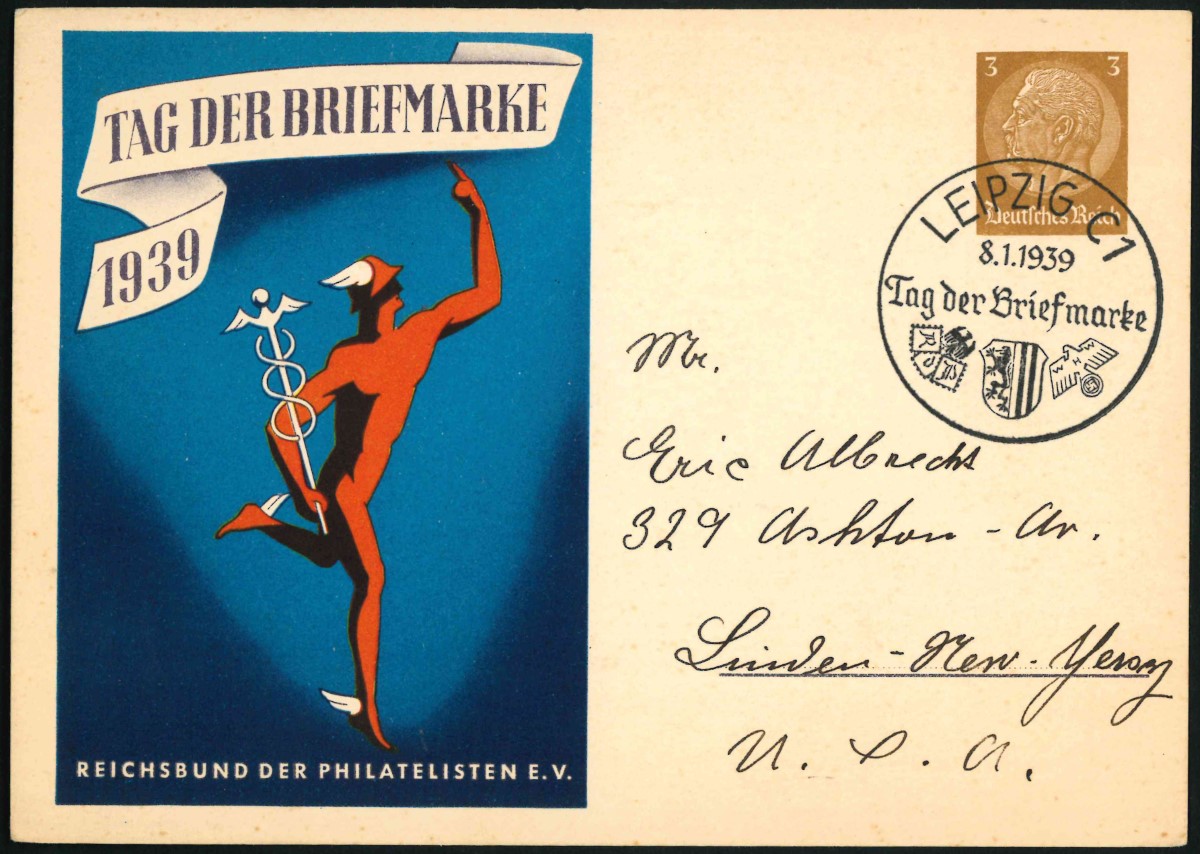 TAG DER BRIEFMARKE
1939
REICHSBUND DER PHILATELISTEN E.V.
3 3
Deutsches Reich
LEIPZIG C1
8.1.1939
Tag der Briefmarke
R d P
Mr.
Eric Albrecht
329 Ashton - Av.
Linden - New - Yersey
U. S. A.